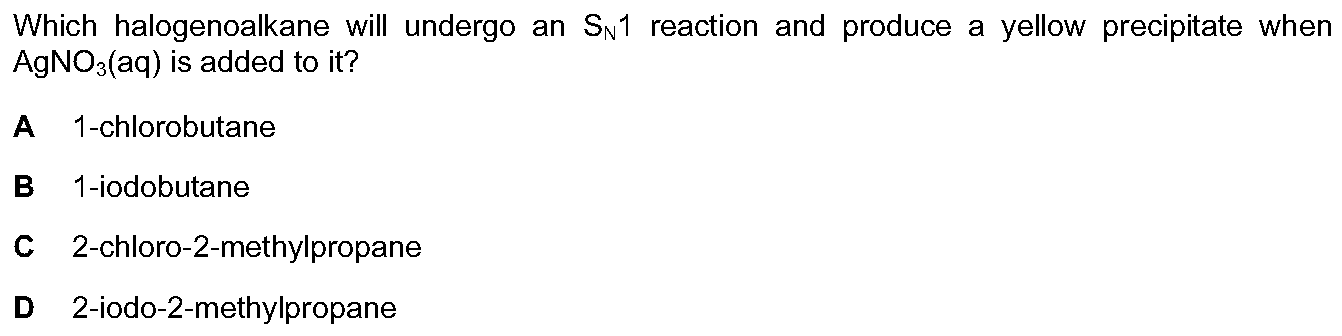 Which halogenoalkane will undergo an S_N1 reaction and produce a yellow precipitate when
AgNO₃(aq) is added to it?
A 1-chlorobutane
B 1-iodobutane
C 2-chloro-2-methylpropane
D 2-iodo-2-methylpropane